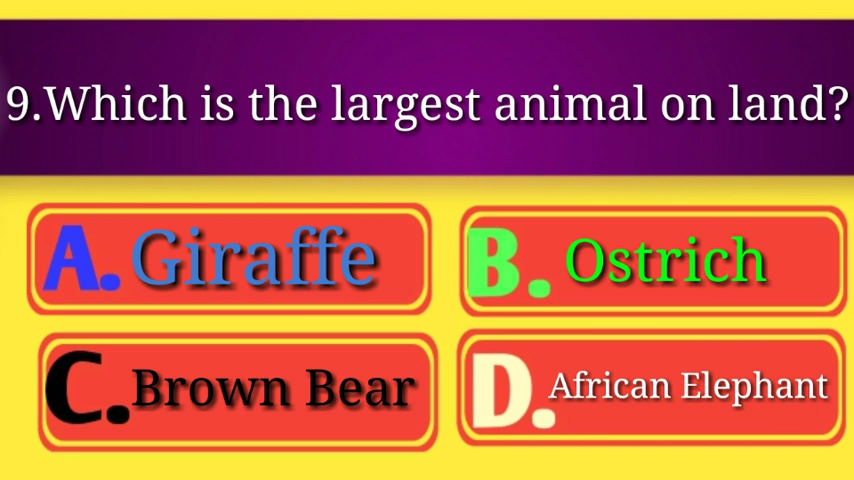 9.Which is the largest animal on land?
A. Giraffe
B. Ostrich
C. Brown Bear
D. African Elephant